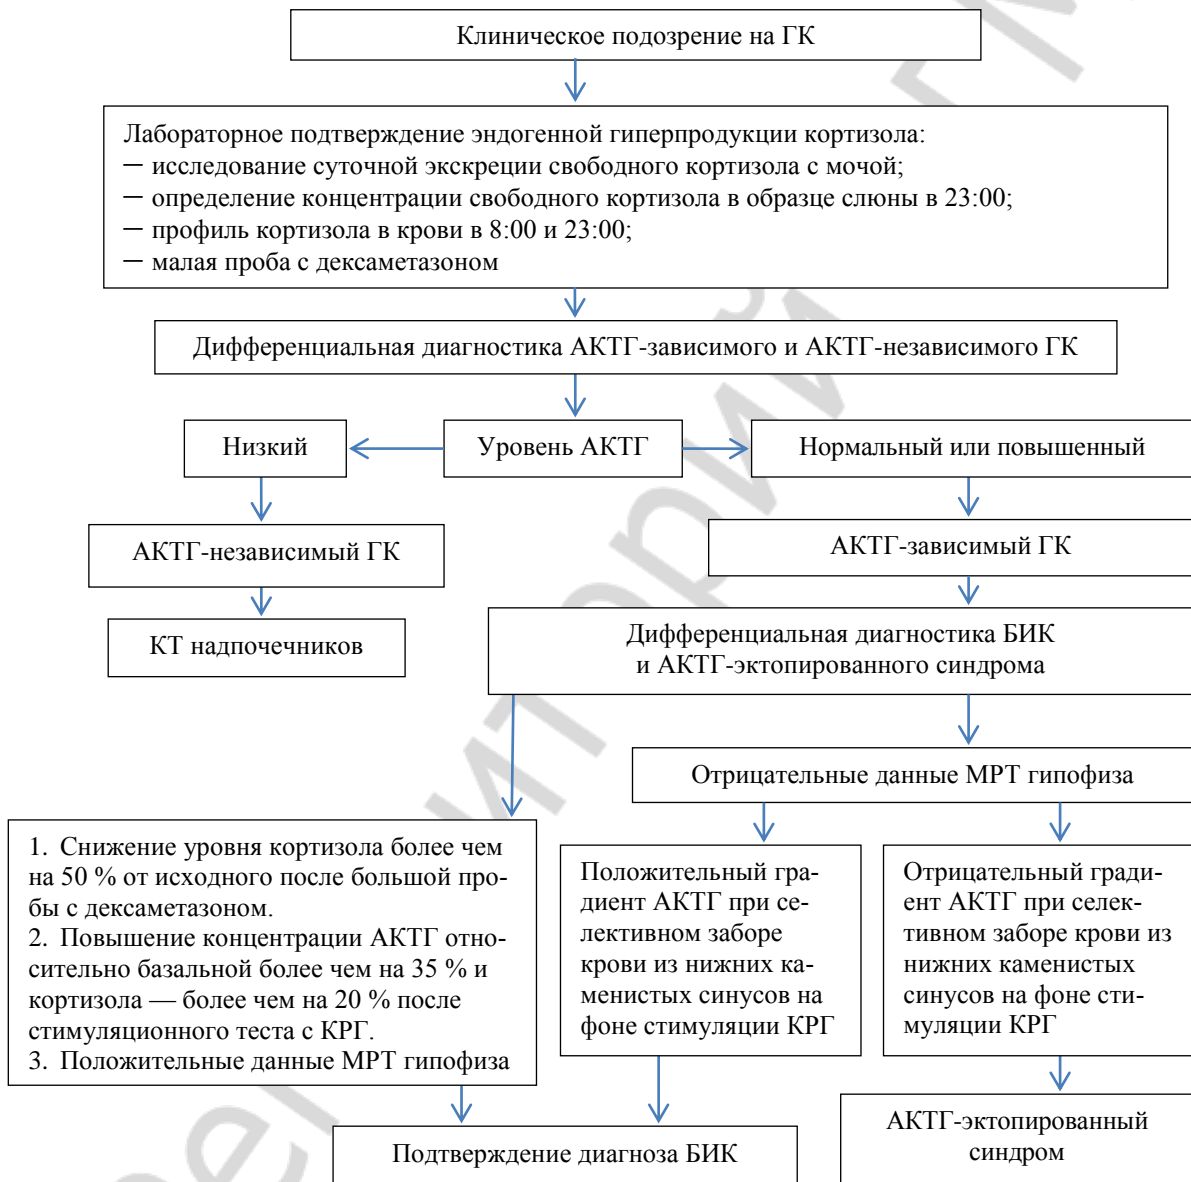 Клиническое подозрение на ГК
Лабораторное подтверждение эндогенной гиперпродукции кортизола:
— исследование суточной экскреции свободного кортизола с мочой;
— определение концентрации свободного кортизола в образце слюны в 23:00;
— профиль кортизола в крови в 8:00 и 23:00;
— малая проба с дексаметазоном
Дифференциальная диагностика АКТГ-зависимого и АКТГ-независимого ГК
Низкий
Уровень АКТГ
Нормальный или повышенный
АКТГ-независимый ГК
АКТГ-зависимый ГК
КТ надпочечников
Дифференциальная диагностика БИК
и АКТГ-эктопированного синдрома
Отрицательные данные МРТ гипофиза
1. Снижение уровня кортизола более чем
на 50 % от исходного после большой про-
бы с дексаметазоном.
2. Повышение концентрации АКТГ отно-
сительно базальной более чем на 35 % и
кортизола — более чем на 20 % после
стимуляционного теста с КРГ.
3. Положительные данные МРТ гипофиза
Положительный гра-
диент АКТГ при се-
лективном заборе
крови из нижних ка-
менистых синусов на
фоне стимуляции КРГ
Отрицательный гради-
ент АКТГ при селек-
тивном заборе крови из
нижних каменистых
синусов на фоне сти-
муляции КРГ
Подтверждение диагноза БИК
АКТГ-эктопированный
синдром